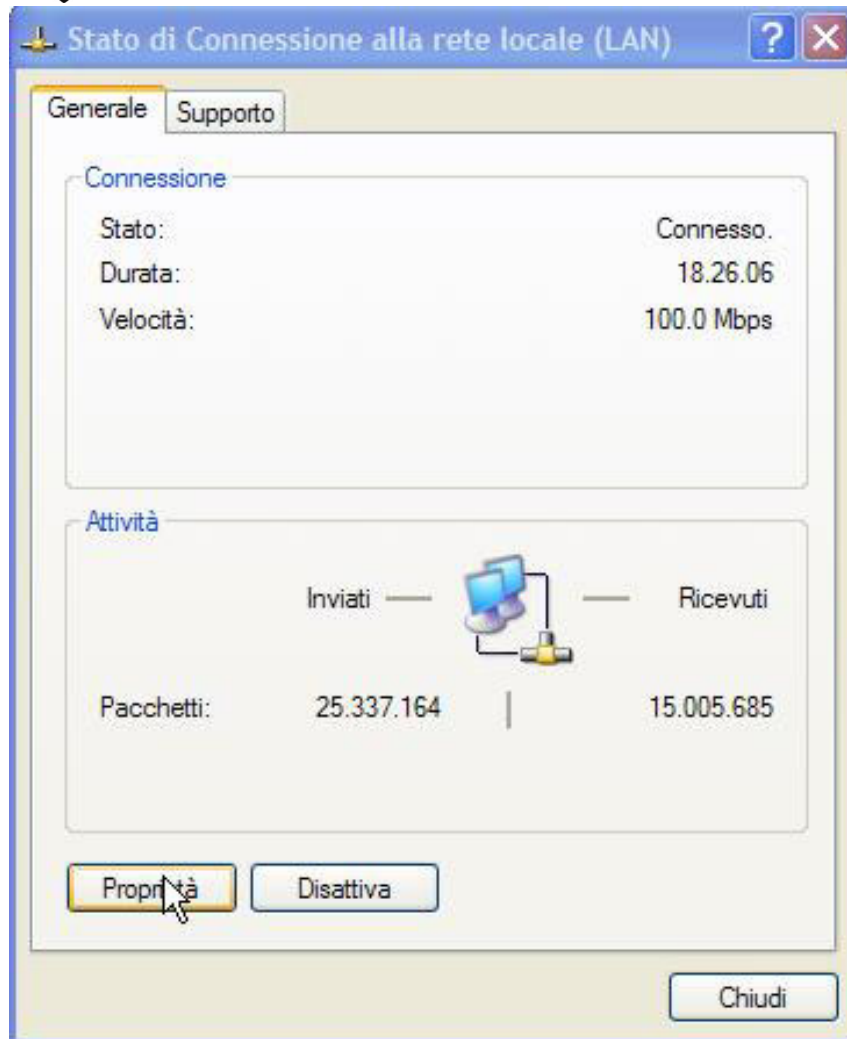 Stato di Connessione alla rete locale (LAN)
Generale Supporto
Connessione
Stato: Connesso.
Durata: 18.26.06
Velocità: 100.0 Mbps
Attività
Inviati Ricevuti
Pacchetti: 25.337.164 15.005.685
Proprietà Disattiva
Chiudi